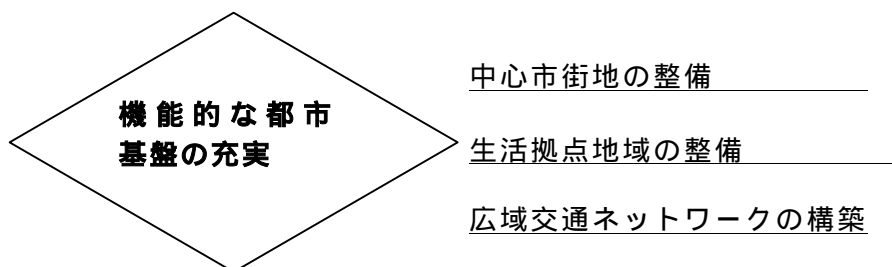 機能的な都市
基盤の充実
中心市街地の整備
生活拠点地域の整備
広域交通ネットワークの構築